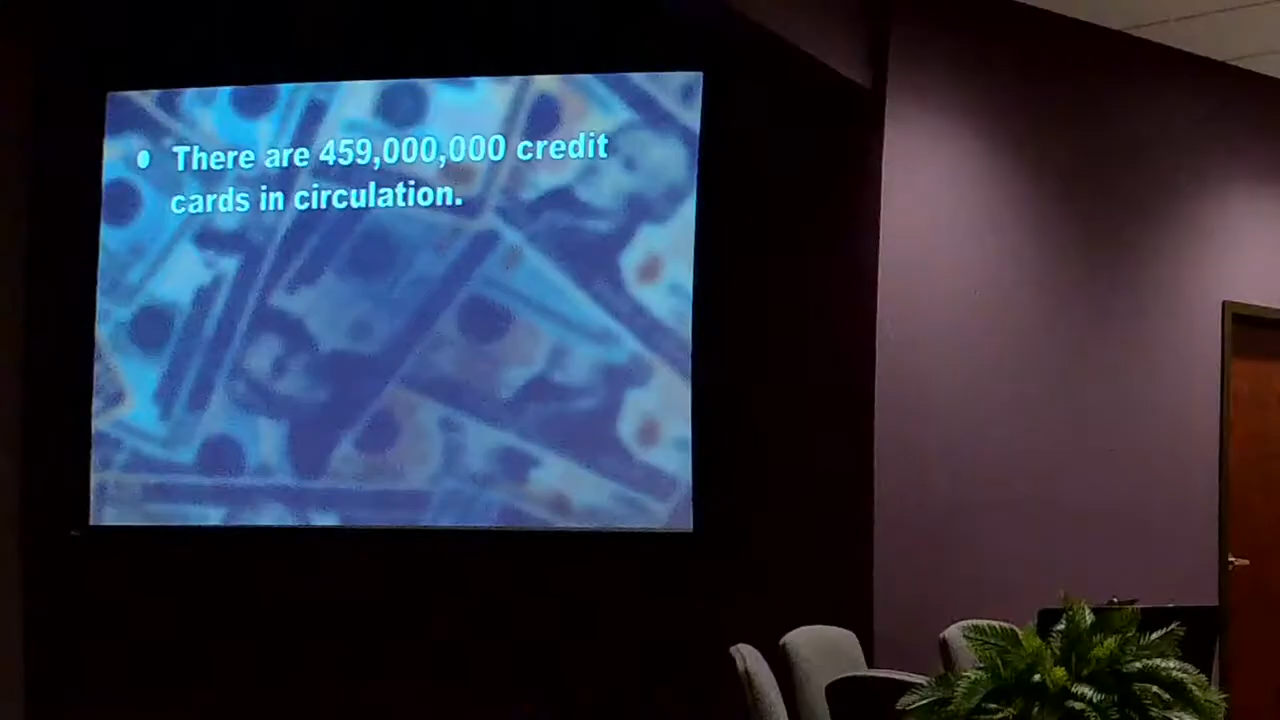 • There are 459,000,000 credit
cards in circulation.